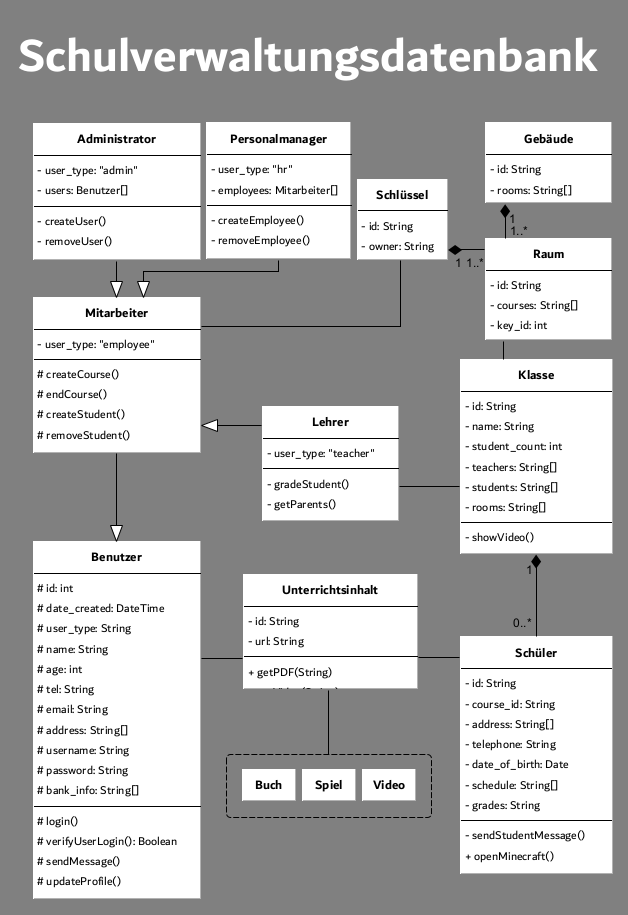 Schulverwaltungsdatenbank
Administrator
- user_type: "admin"
- users: Benutzer[]
- createUser()
- removeUser()
Personalmanager
- user_type: "hr"
- employees: Mitarbeiter[]
- createEmployee()
- removeEmployee()
Schlüssel
- id: String
- owner: String
Gebäude
- id: String
- rooms: String[]
1
1..*
1 1..*
Raum
- id: String
- courses: String[]
- key_id: int
Mitarbeiter
- user_type: "employee"
# createCourse()
# endCourse()
# createStudent()
# removeStudent()
Lehrer
- user_type: "teacher"
- gradeStudent()
- getParents()
Klasse
- id: String
- name: String
- student_count: int
- teachers: String[]
- students: String[]
- rooms: String[]
- showVideo()
1
0..*
Benutzer
# id: int
# date_created: DateTime
# user_type: String
# name: String
# age: int
# tel: String
# email: String
# address: String[]
# username: String
# password: String
# bank_info: String[]
# login()
# verifyUserLogin(): Boolean
# sendMessage()
# updateProfile()
Unterrichtsinhalt
- id: String
- url: String
+ getPDF(String)
Buch
Spiel
Video
Schüler
- id: String
- course_id: String
- address: String[]
- telephone: String
- date_of_birth: Date
- schedule: String[]
- grades: String
- sendStudentMessage()
+ openMinecraft()